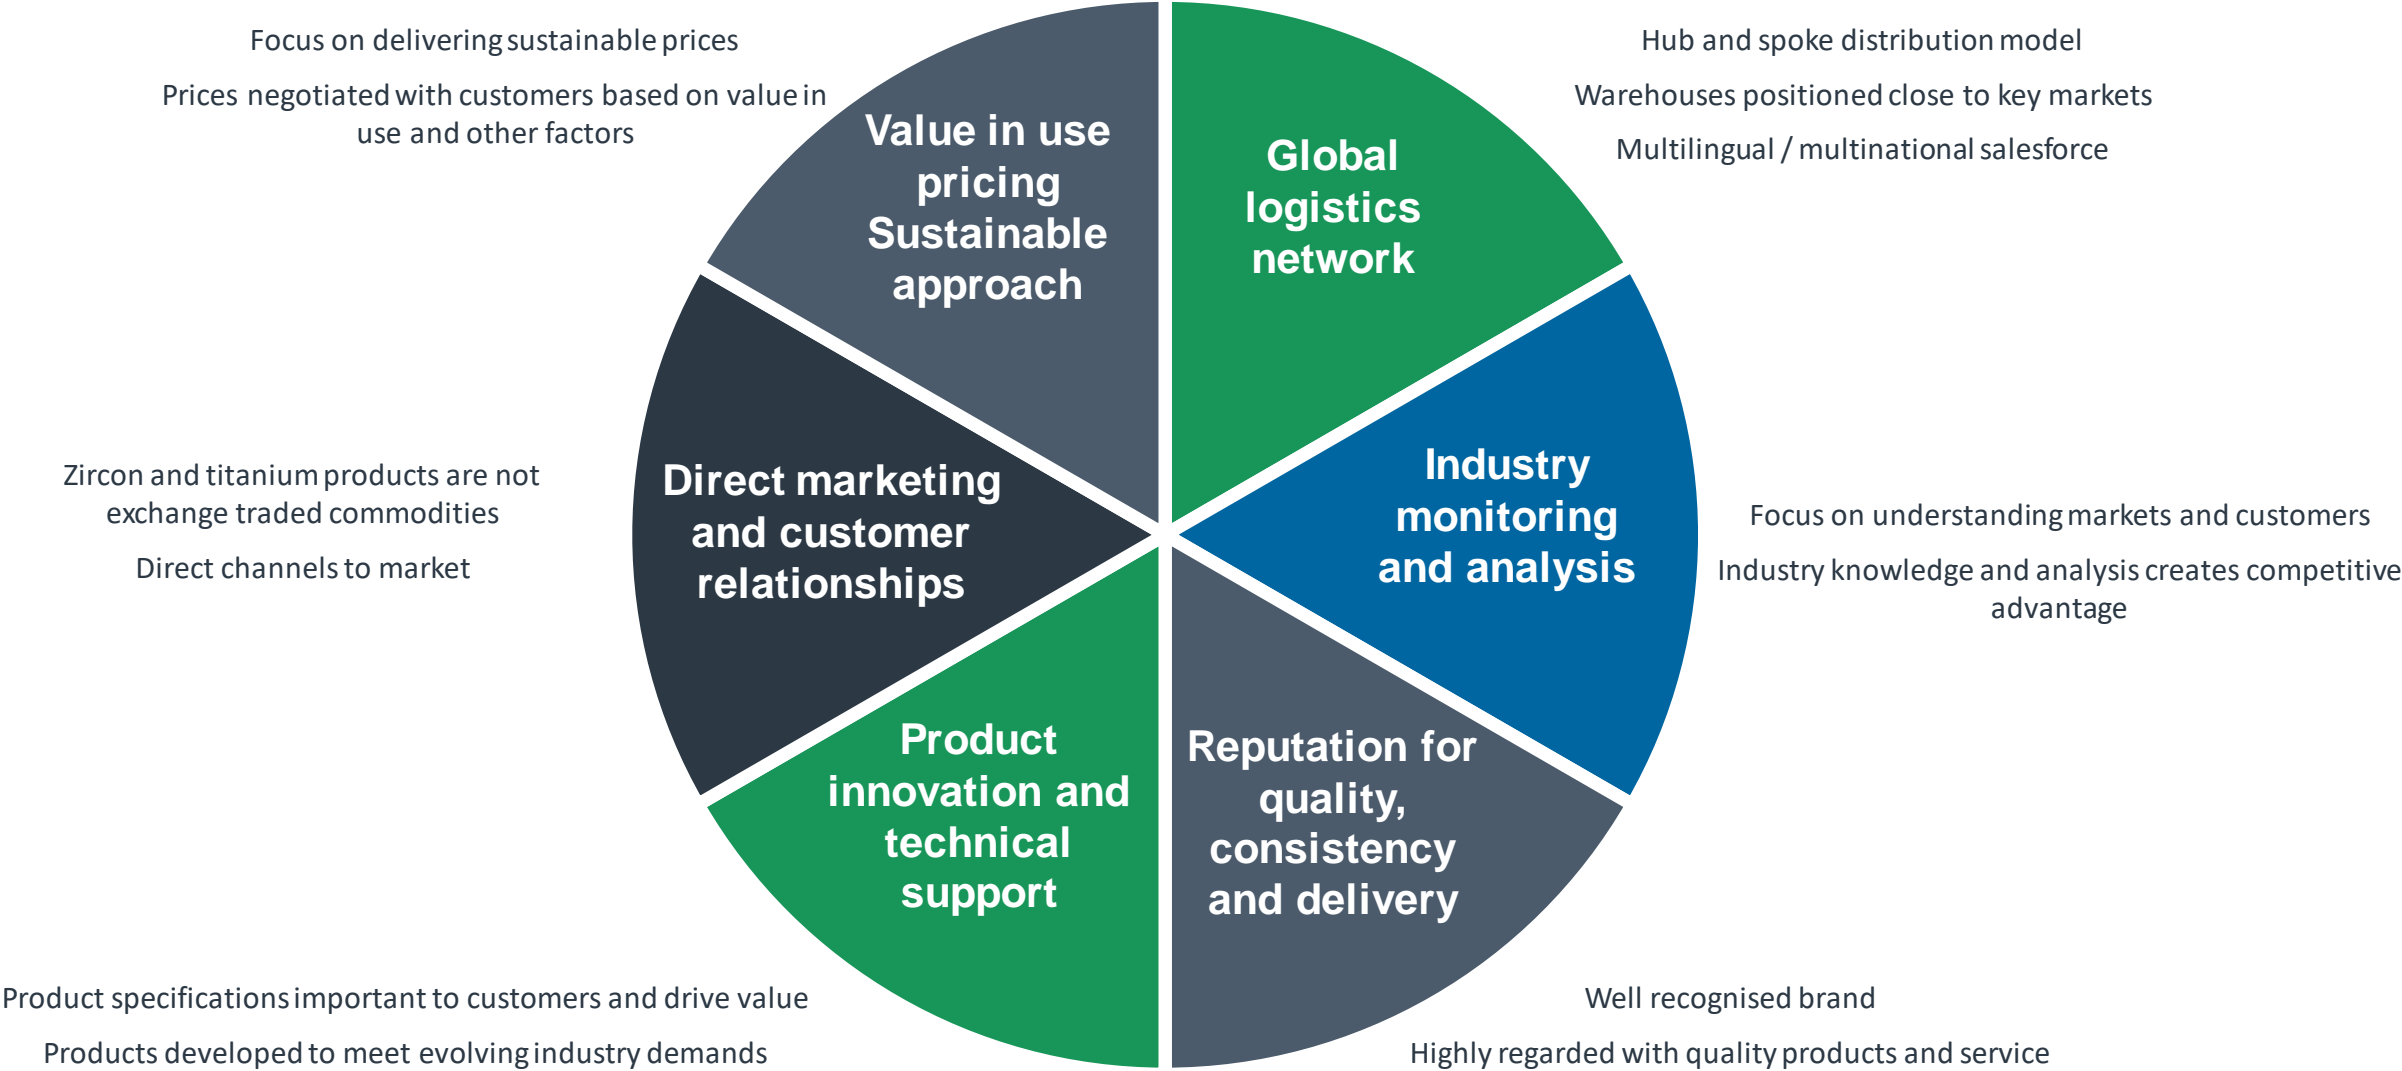 Focus on delivering sustainable prices
Prices negotiated with customers based on value in
use and other factors
Value in use
pricing
Sustainable
approach
Global
logistics
network
Hub and spoke distribution model
Warehouses positioned close to key markets
Multilingual / multinational salesforce
Zircon and titanium products are not
exchange traded commodities
Direct channels to market
Direct marketing
and customer
relationships
Industry
monitoring
and analysis
Focus on understanding markets and customers
Industry knowledge and analysis creates competitive
advantage
Product
innovation and
technical
support
Reputation for
quality,
consistency
and delivery
Product specifications important to customers and drive value
Products developed to meet evolving industry demands
Well recognised brand
Highly regarded with quality products and service